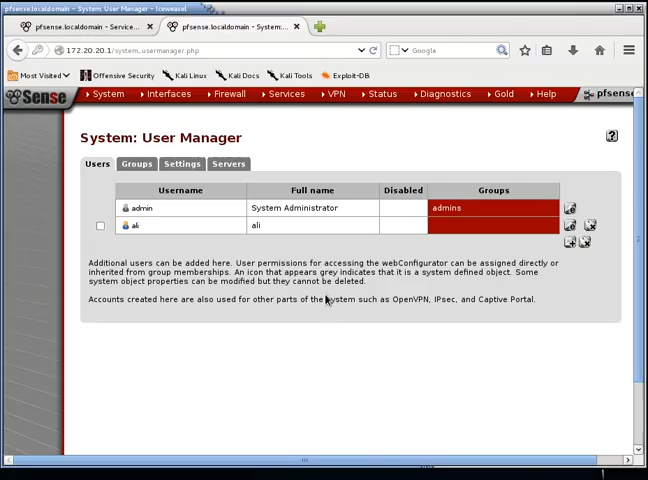 pfsense.localdomain - System: User Manager - Iceweasel
pfsense.localdomain - Service...
pfsense.localdomain - System:...
172.20.20.1/system_usermanager.php
Google
Most Visited
Offensive Security
Kali Linux
Kali Docs
Kali Tools
Exploit-DB
Sense
System
Interfaces
Firewall
Services
VPN
Status
Diagnostics
Gold
Help
pfsense
System: User Manager
?
Users
Groups
Settings
Servers
Username
Full name
Disabled
Groups
admin
System Administrator
admins
ali
ali
Additional users can be added here. User permissions for accessing the webConfigurator can be assigned directly or
inherited from group memberships. An icon that appears grey indicates that it is a system defined object. Some
system object properties can be modified but they cannot be deleted.
Accounts created here are also used for other parts of the system such as OpenVPN, IPsec, and Captive Portal.